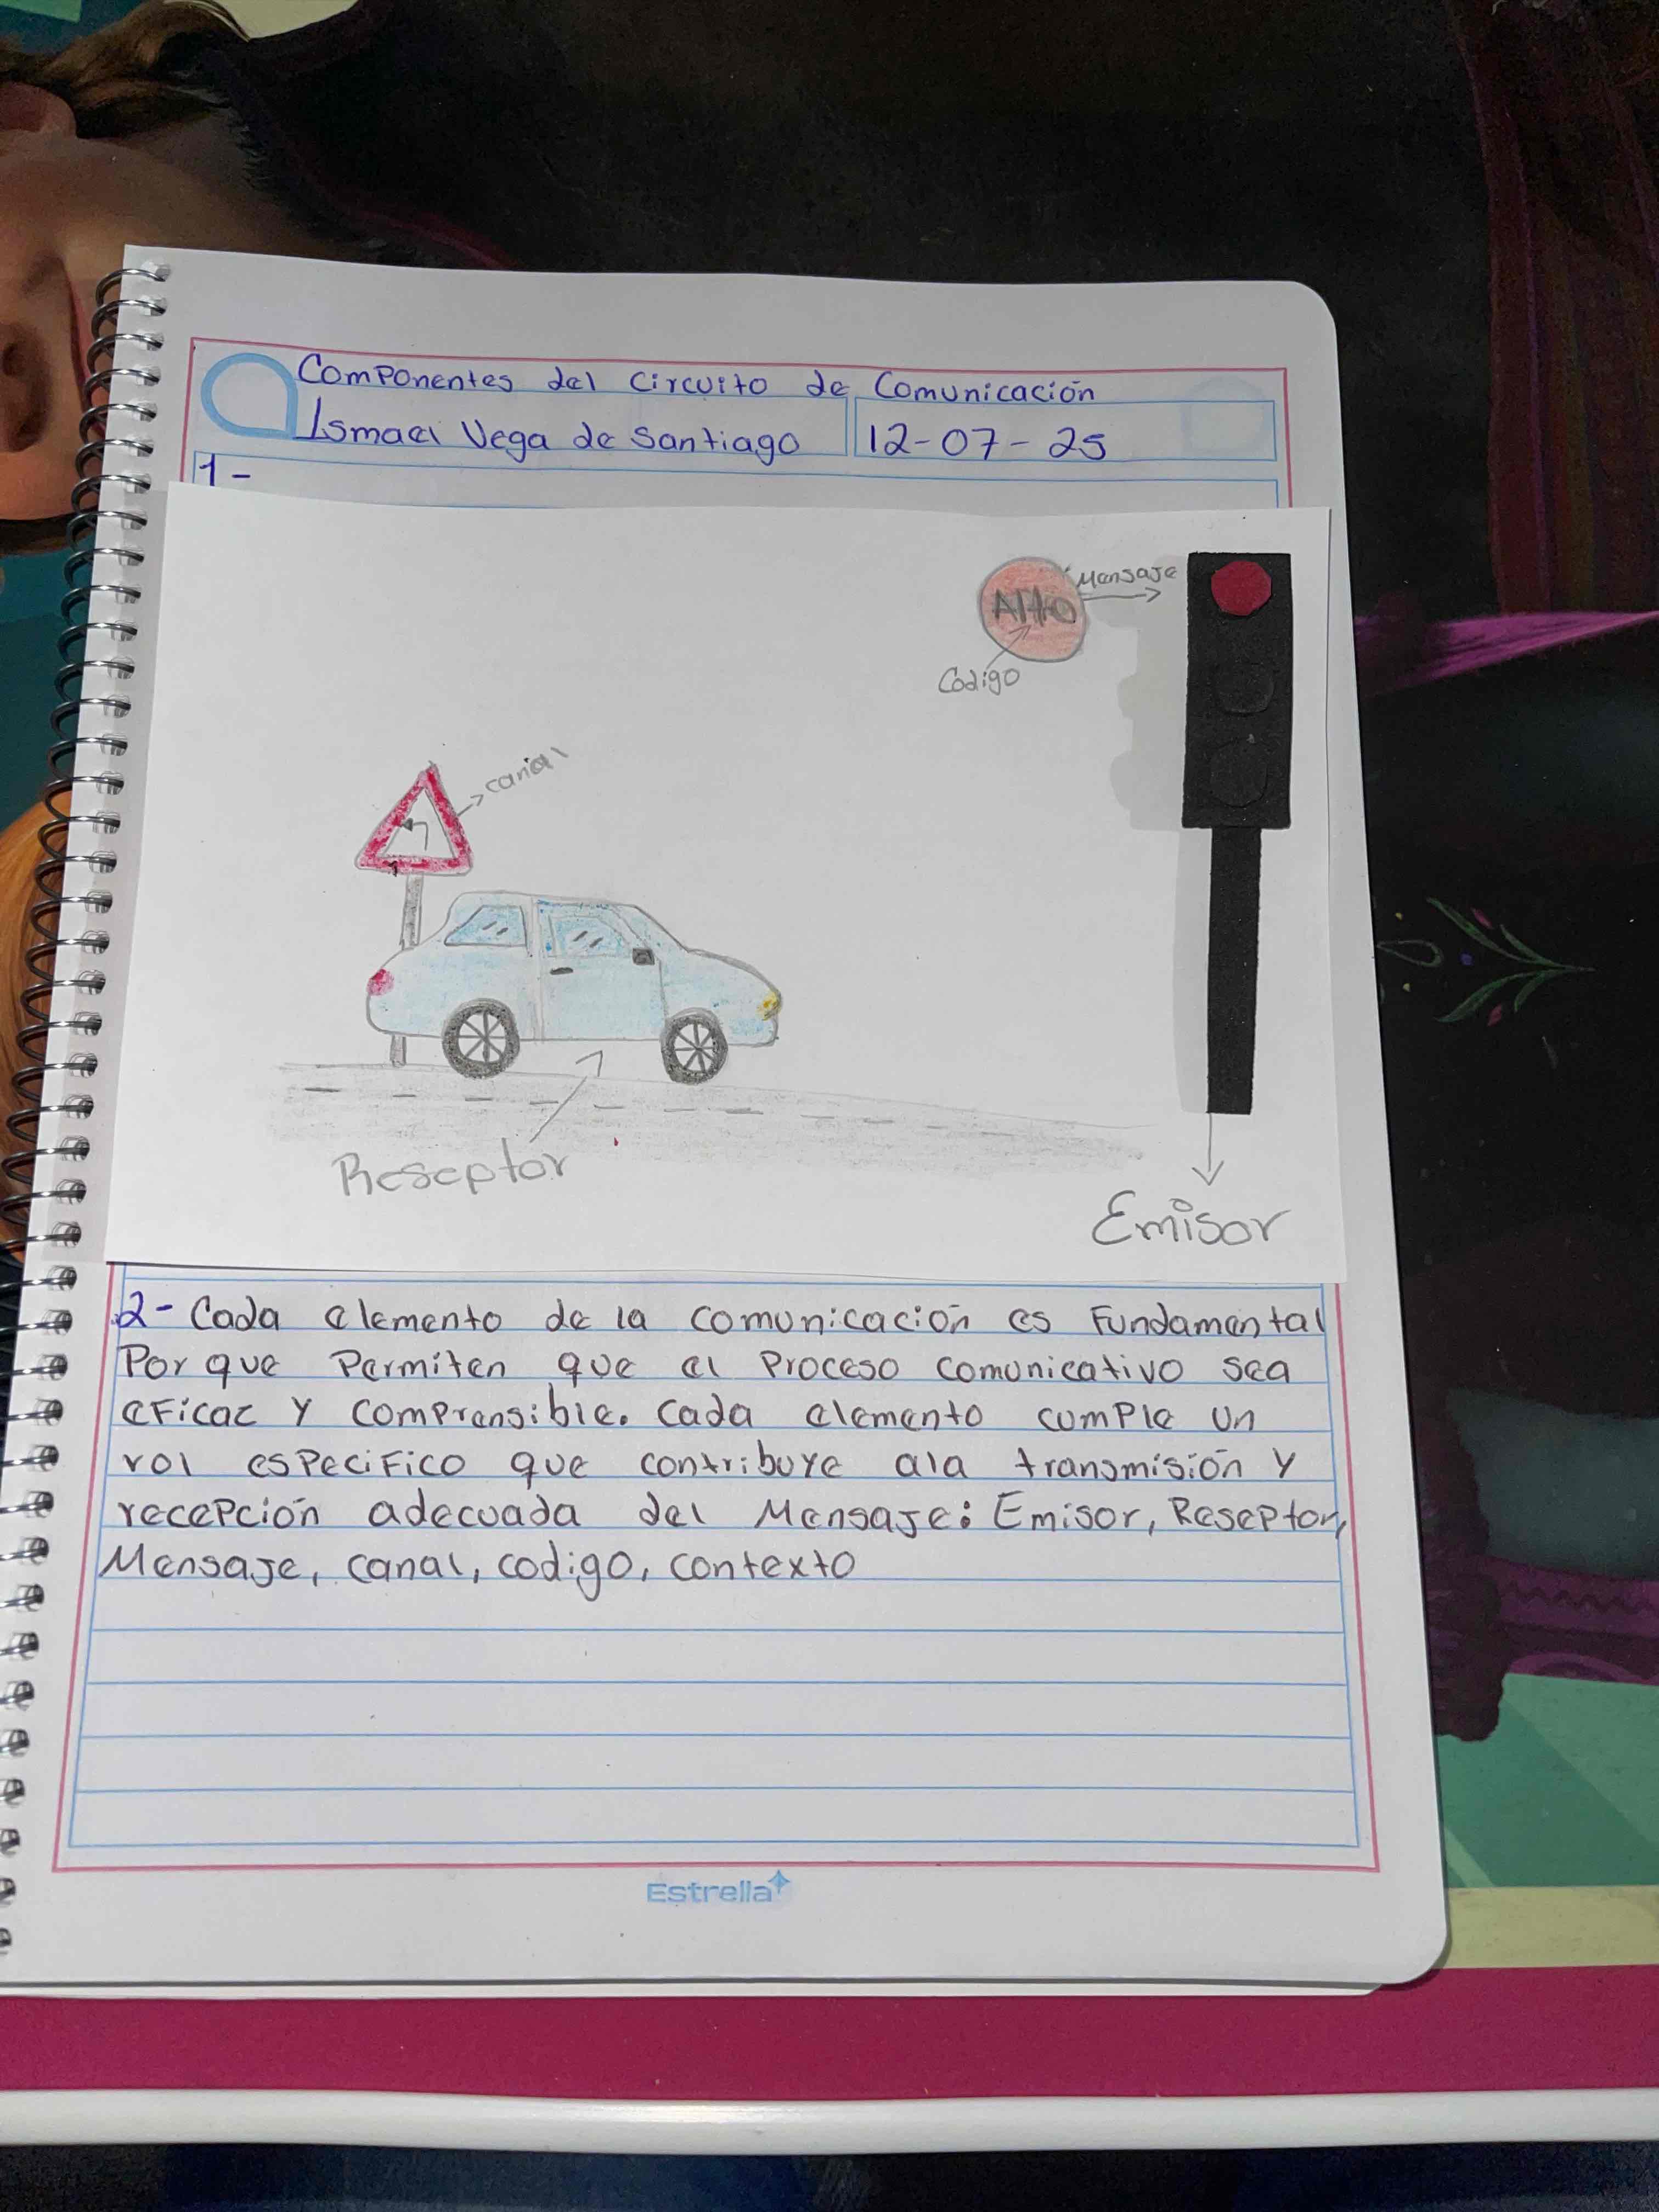 Componentes del Circuito de Comunicación
Ismael Vega de Santiago
12-07-25
1-
Alto
Mensaje
Codigo
canal
Reseptor
Emisor
2- Cada elemento de la comunicación es Fundamental
Porque Permiten que el Proceso comunicativo sea
eFicaz y comprensible. Cada elemento cumple un
rol especiFico que contribuye ala transmisión y
recepción adecuada del Mensaje: Emisor, Reseptor,
Mensaje, canal, codigo, contexto
Estrella